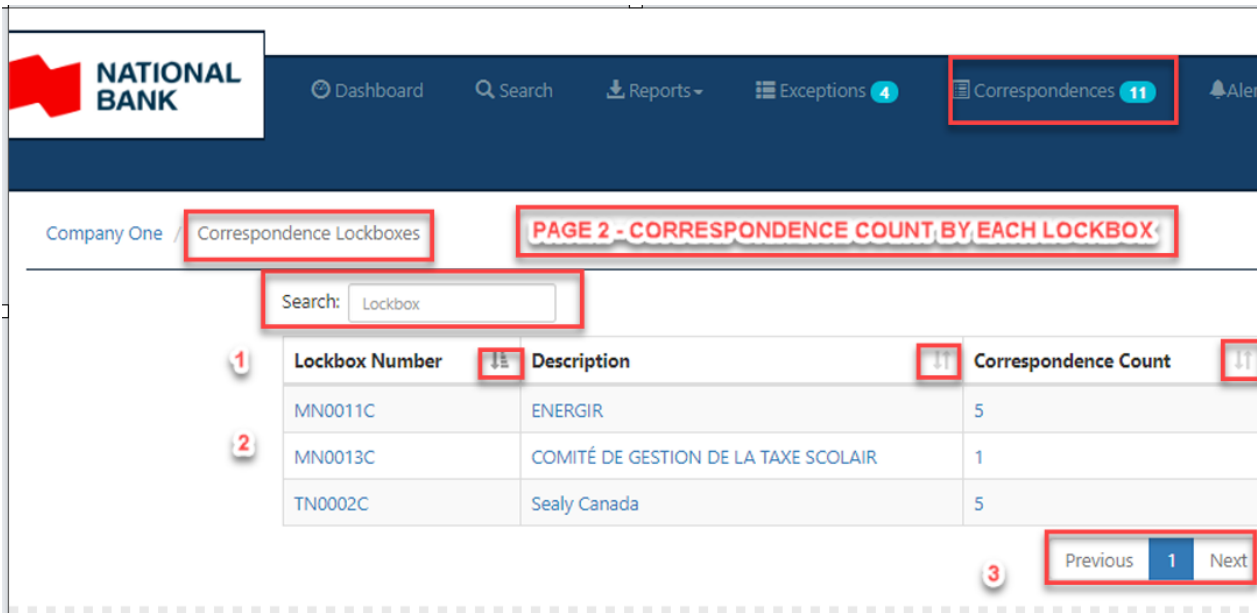 NATIONAL BANK
Dashboard Search Reports Exceptions 4 Correspondences 11 Aler
Company One / Correspondence Lockboxes PAGE 2 - CORRESPONDENCE COUNT BY EACH LOCKBOX
Search: Lockbox
1 Lockbox Number Description Correspondence Count
MN0011C ENERGIR 5
2 MN0013C COMITÉ DE GESTION DE LA TAXE SCOLAIR 1
TN0002C Sealy Canada 5
3 Previous 1 Next